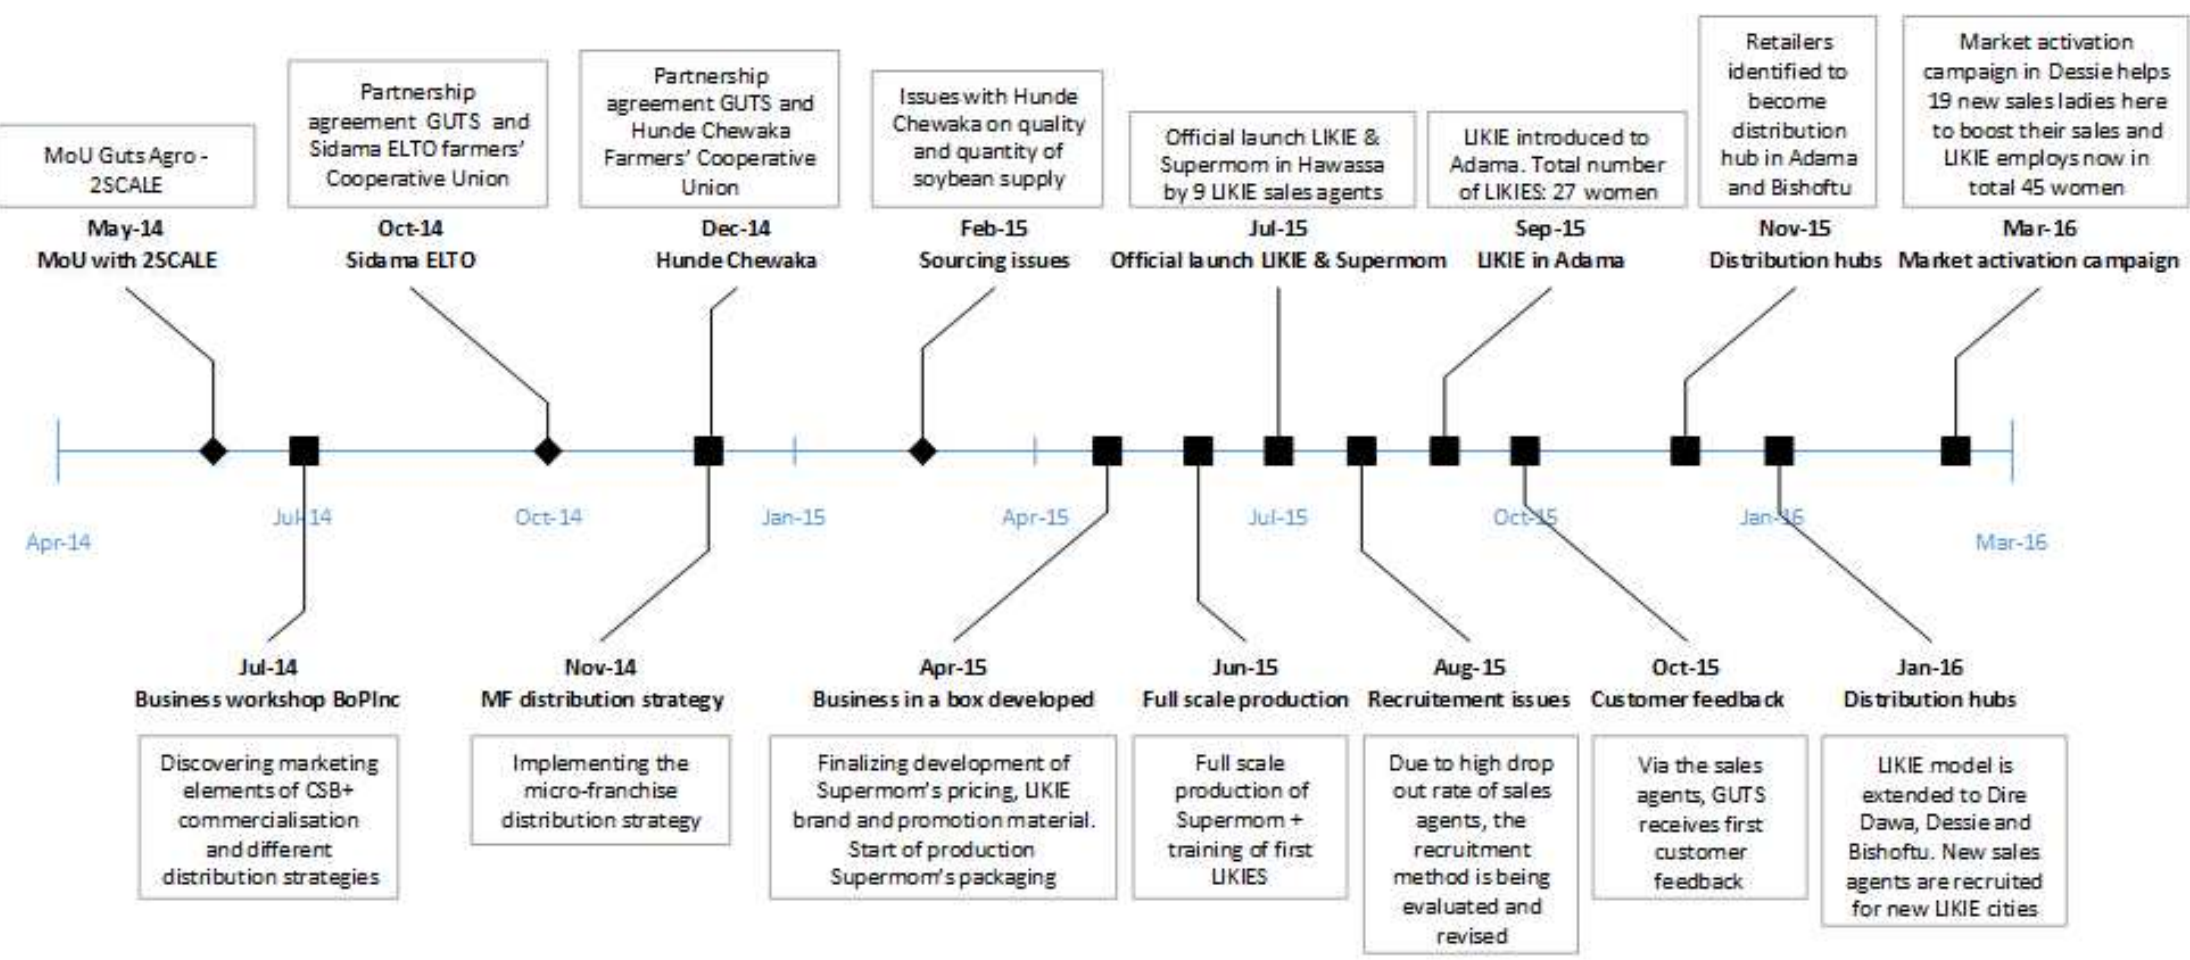 MoU Guts Agro -
2SCALE
May-14
MoU with 2SCALE
Partnership
agreement GUTS and
Sidama ELTO farmers'
Cooperative Union
Oct-14
Sidama ELTO
Partnership
agreement GUTS and
Hunde Chewaka
Farmers' Cooperative
Union
Dec-14
Hunde Chewaka
Issues with Hunde
Chewaka on quality
and quantity of
soybean supply
Feb-15
Sourcing issues
Official launch LIKIE &
Supermom in Hawassa
by 9 LIKIE sales agents
Jul-15
Official launch LIKIE & Supermom
LIKIE introduced to
Adama. Total number
of LIKIES: 27 women
Sep-15
LIKIE in Adama
Retailers
identified to
become
distribution
hub in Adama
and Bishoftu
Nov-15
Distribution hubs
Market activation
campaign in Dessie helps
19 new sales ladies here
to boost their sales and
LIKIE employs now in
total 45 women
Mar-16
Market activation campaign
Apr-14
Jul-14
Oct-14
Jan-15
Apr-15
Jul-15
Oct-15
Jan-16
Mar-16
Jul-14
Business workshop BoPInc
Discovering marketing
elements of CSB+
commercialisation
and different
distribution strategies
Nov-14
MF distribution strategy
Implementing the
micro-franchise
distribution strategy
Apr-15
Business in a box developed
Finalizing development of
Supermom's pricing, LIKIE
brand and promotion material.
Start of production
Supermom's packaging
Jun-15
Full scale production
Full scale
production of
Supermom +
training of first
LIKIES
Aug-15
Recruitement issues
Due to high drop
out rate of sales
agents, the
recruitment
method is being
evaluated and
revised
Oct-15
Customer feedback
Via the sales
agents, GUTS
receives first
customer
feedback
Jan-16
Distribution hubs
LIKIE model is
extended to Dire
Dawa, Dessie and
Bishoftu. New sales
agents are recruited
for new LIKIE cities